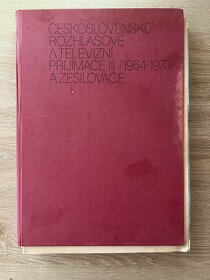 ČESKOSLOVENSKÉ
ROZHLASOVÉ
A TELEVIZNÍ
PŘIJÍMAČE III /1964-1970/
A ZESILOVAČE